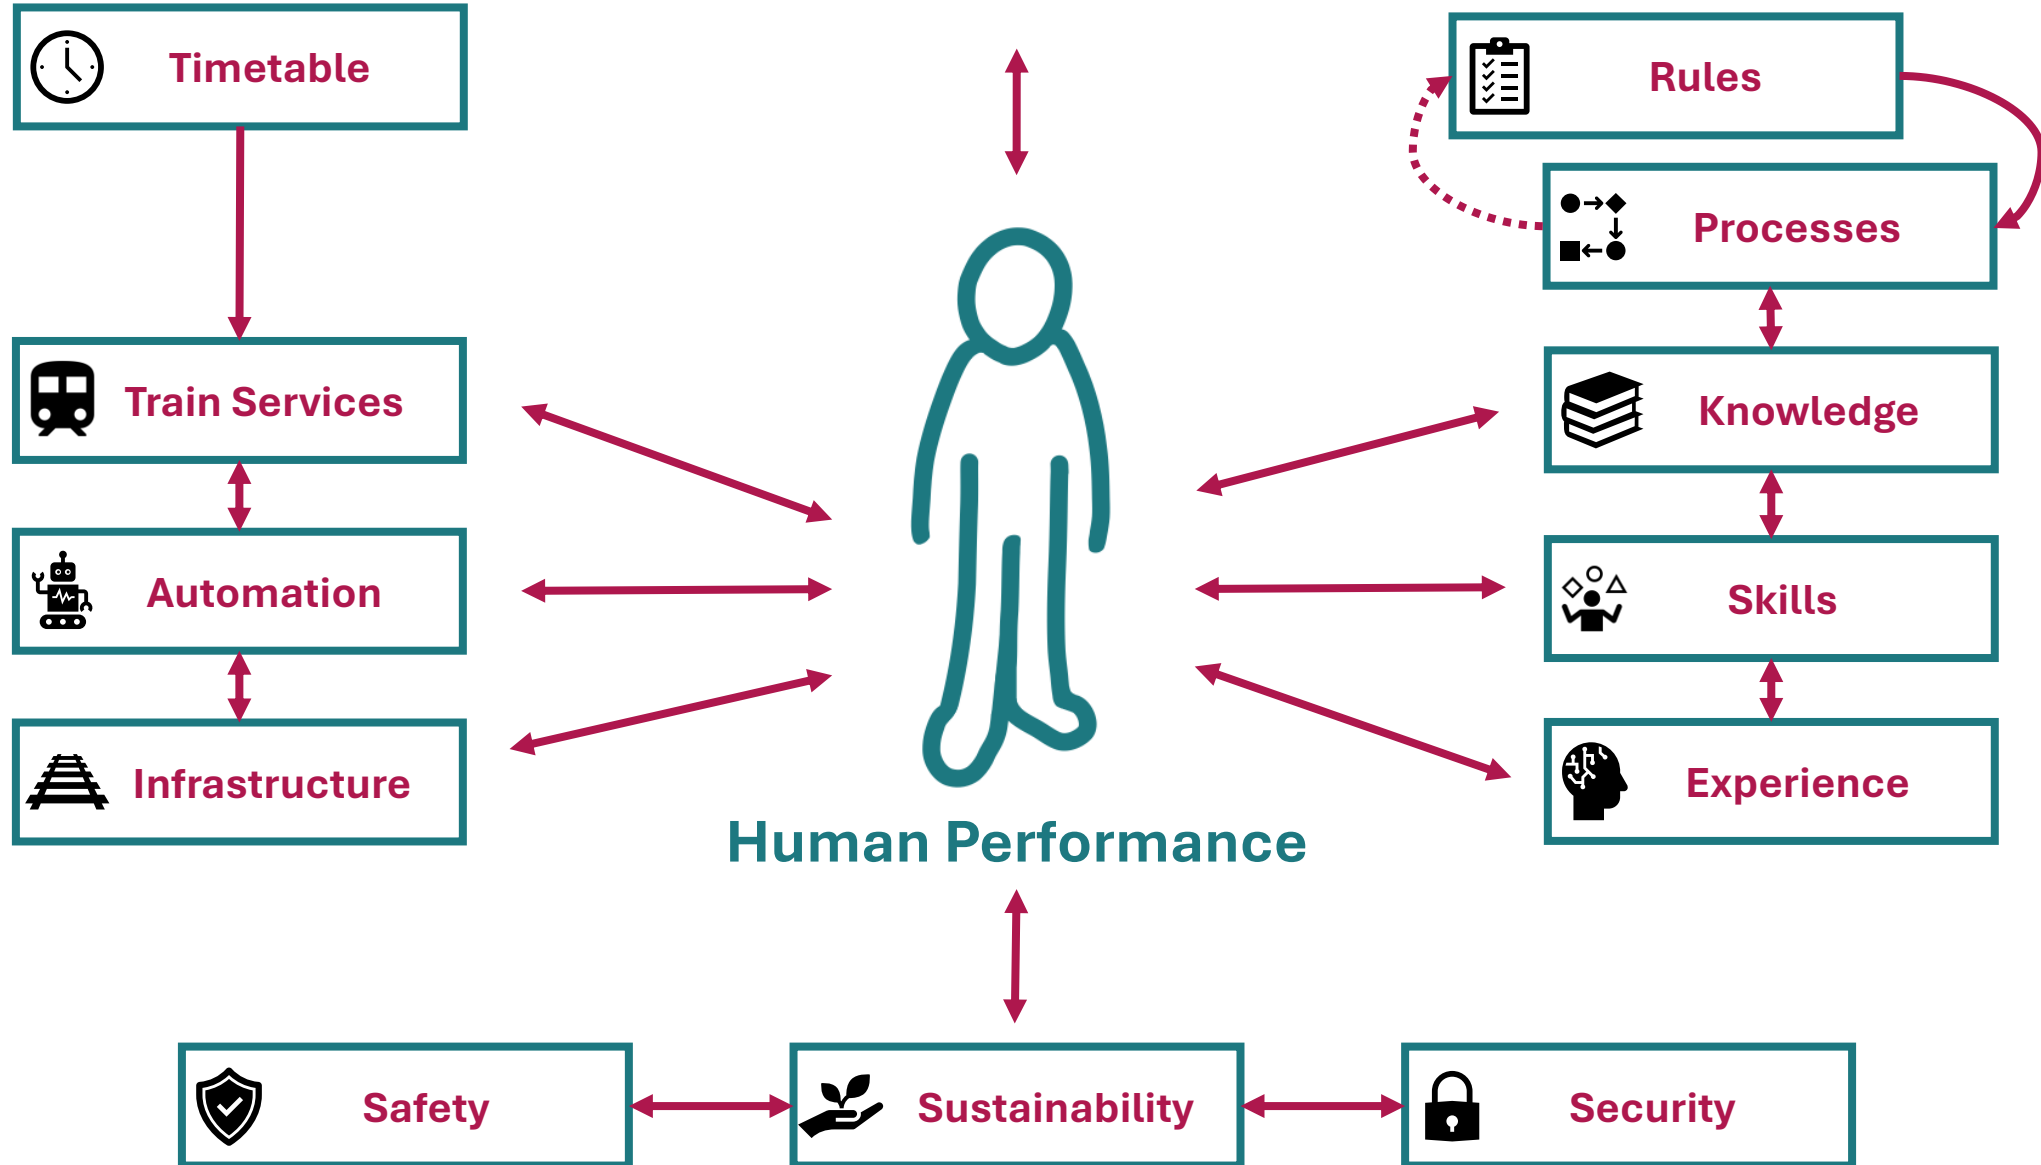 Timetable
Train Services
Automation
Infrastructure
Rules
Processes
Knowledge
Skills
Experience
Human Performance
Safety
Sustainability
Security